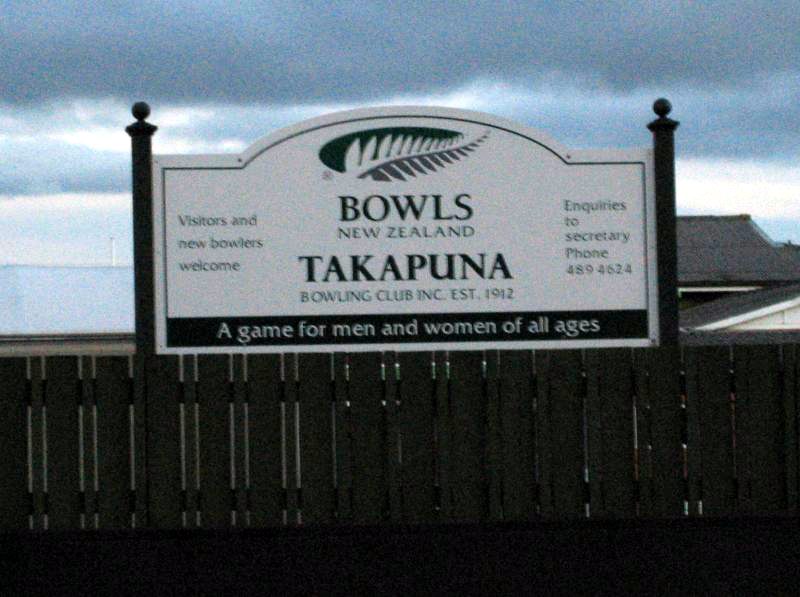 ®
BOWLS
NEW ZEALAND
TAKAPUNA
BOWLING CLUB INC. EST. 1912
Visitors and
new bowlers
welcome
Enquiries
to
secretary
Phone
489 4624
A game for men and women of all ages